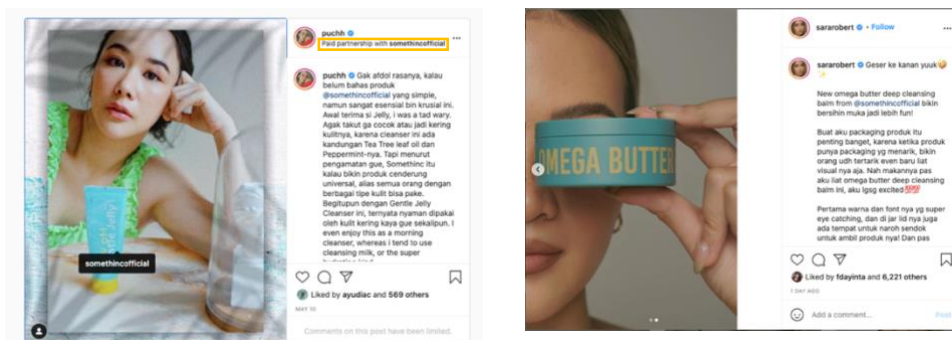 puchh
Paid partnership with somethincofficial
puchh Gak afdol rasanya, kalau
belum bahas produk
@somethincofficial yang simple,
namun sangat esensial bin krusial ini.
Awal terima si Jelly, i was a tad wary.
Agak takut ga cocok atau jadi kering
kulitnya, karena cleanser ini ada
kandungan Tea Tree leaf oil dan
Peppermint-nya. Tapi menurut
pengamatan gue, Somethinc itu
kalau bikin produk cenderung
universal, alias semua orang dengan
berbagai tipe kulit bisa pake.
Begitupun dengan Gentle Jelly
Cleanser ini, ternyata nyaman dipakai
oleh kulit kering kaya gue sekalipun. I
even enjoy this as a morning
cleanser, whereas i tend to use
cleansing milk, or the super
somethincofficial
Liked by ayudiac and 569 others
MAY 10
Comments on this post have been limited.
OMEGA BUTTER
sararobert • Follow
sararobert Geser ke kanan yuuk
New omega butter deep cleansing
balm from @somethincofficial bikin
bersihin muka jadi lebih fun!
Buat aku packaging produk itu
penting banget, karena ketika produk
punya packaging yg menarik, bikin
orang udh tertarik even baru liat
visual nya aja. Nah makannya pas
aku liat omega butter deep cleansing
balm ini, aku lgsg excited 💯
Pertama warna dan font nya yg super
eye catching, dan di jar lid nya juga
ada tempat untuk naroh sendok
untuk ambil produk nya! Dan pas
Liked by fdayinta and 6,221 others
1 DAY AGO
Add a comment...
Post